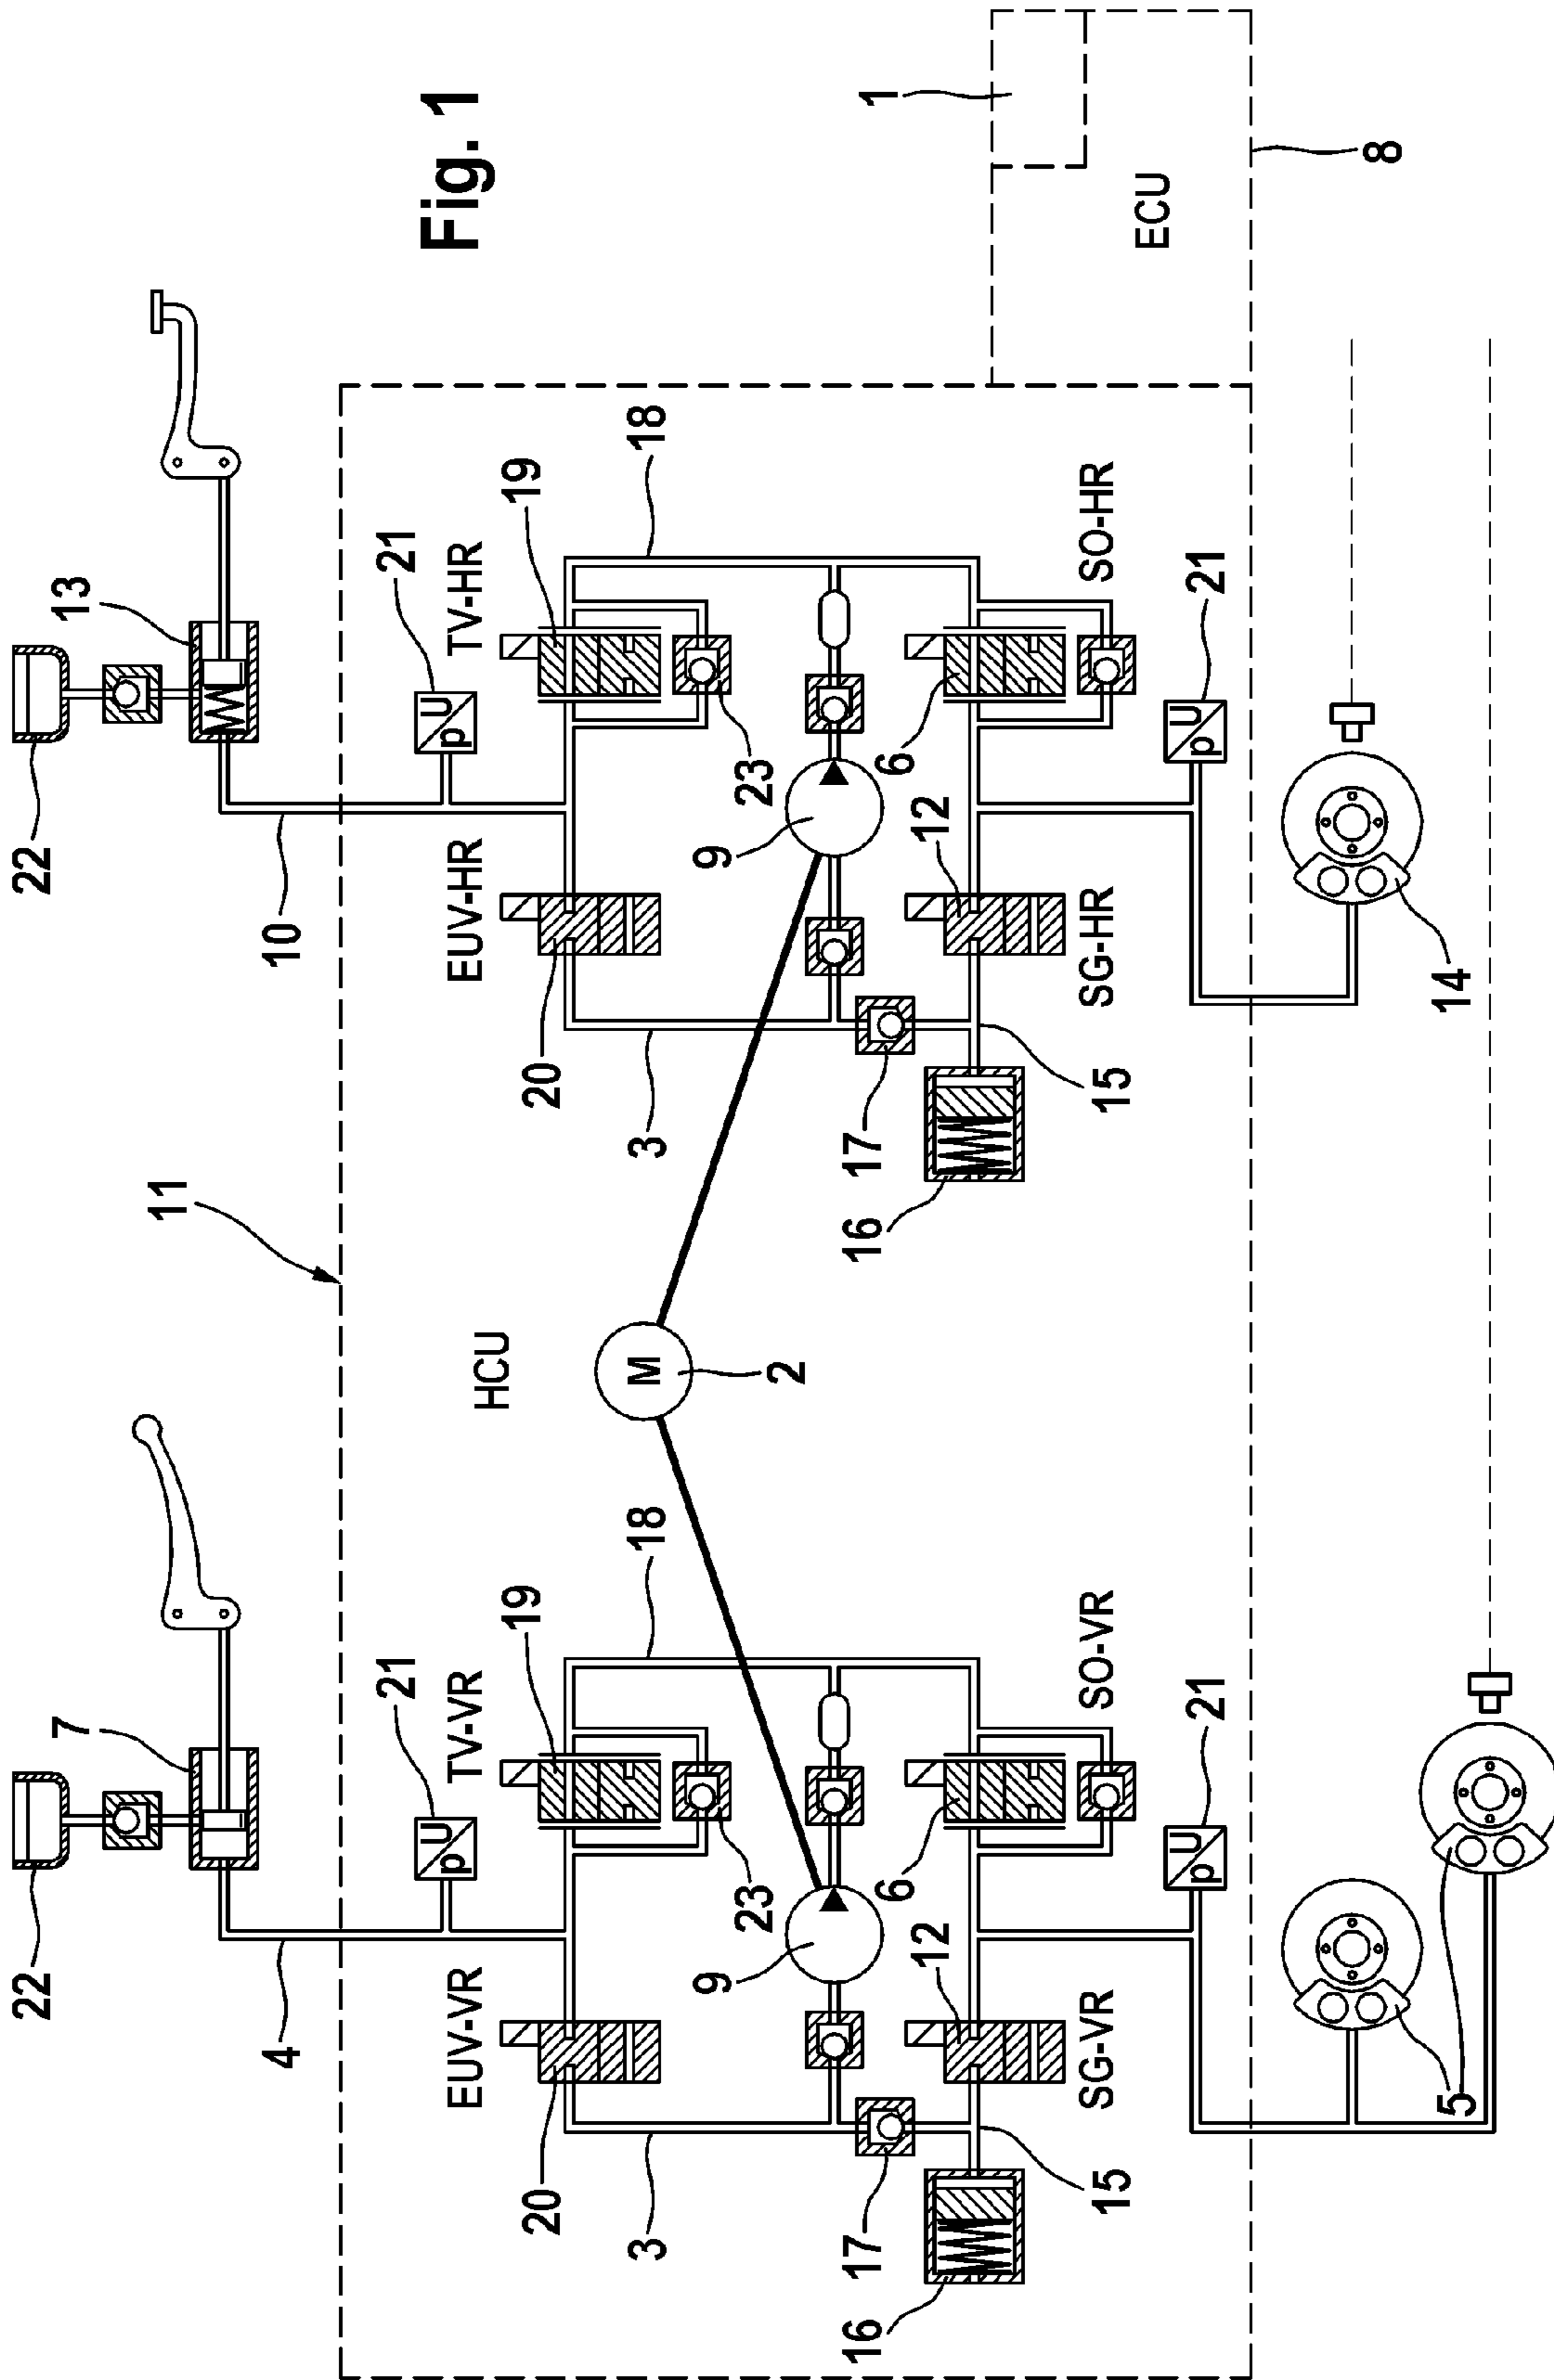 22
22
7
13
11
4
10
21
21
U
p
U
p
Fig. 1
EUV-VR
TV-VR
EUV-HR
TV-HR
HCU
19
19
20
20
3
18
M
3
18
9
9
23
23
2
16
17
6
16
17
6
1
12
12
SG-VR
SO-VR
SG-HR
SO-HR
15
15
ECU
U
p
21
U
p
21
8
5
14